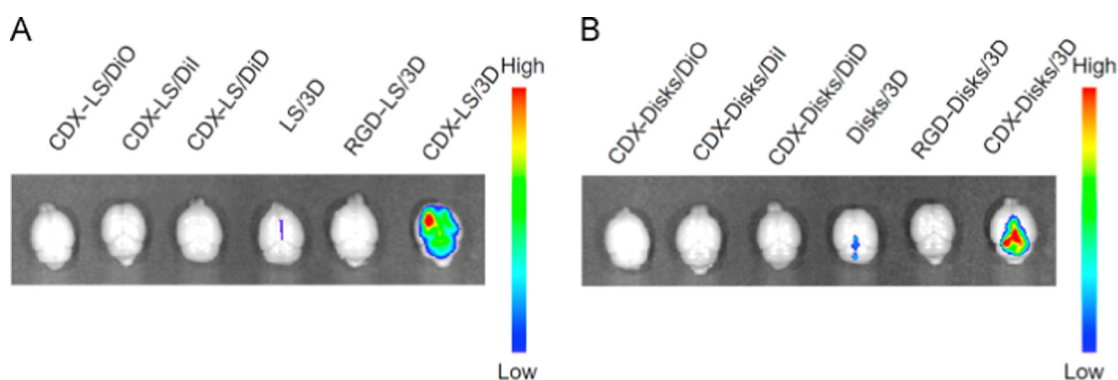 A
CDX-LS/DiO
CDX-LS/DiI
CDX-LS/DiD
LS/3D
RGD-LS/3D
CDX-LS/3D
High
Low
B
CDX-Disks/DiO
CDX-Disks/DiI
CDX-Disks/DiD
Disks/3D
RGD-Disks/3D
CDX-Disks/3D
High
Low